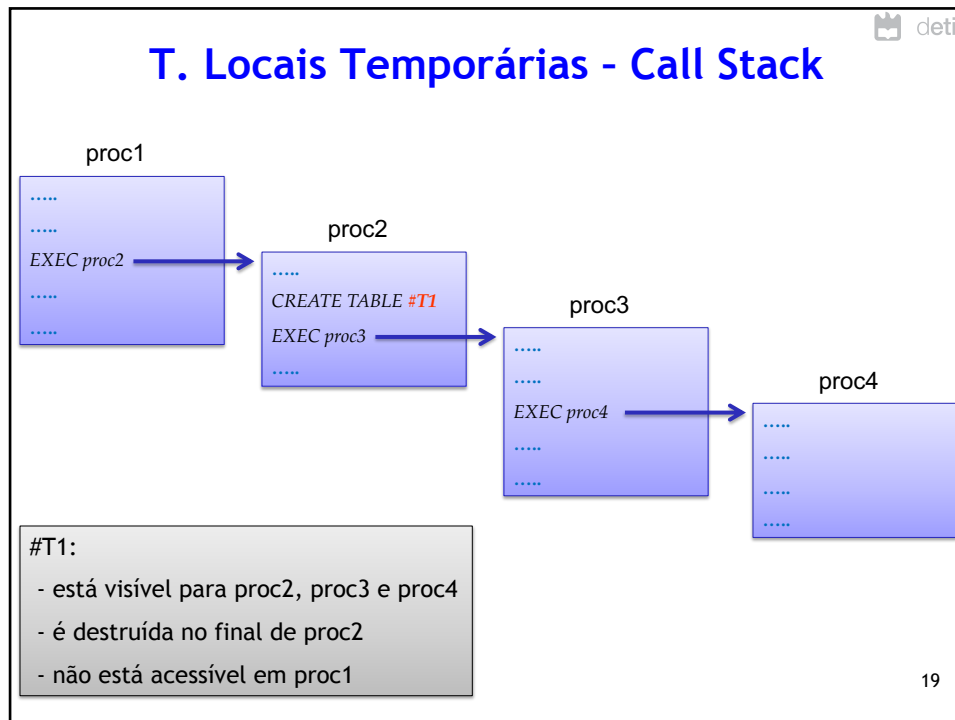 deti
T. Locais Temporárias – Call Stack
proc1
.....
.....
EXEC proc2
.....
.....
proc2
.....
CREATE TABLE #T1
EXEC proc3
.....
proc3
.....
.....
EXEC proc4
.....
.....
proc4
.....
.....
.....
.....
#T1:
- está visível para proc2, proc3 e proc4
- é destruída no final de proc2
- não está acessível em proc1
19